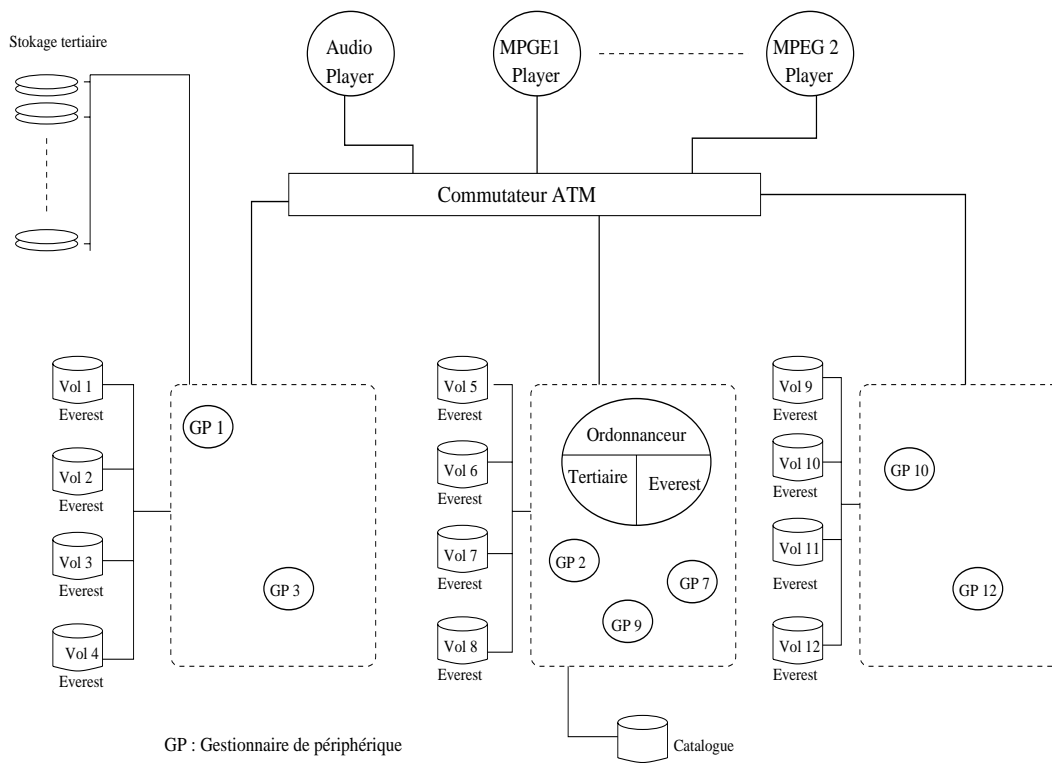 Stokage tertiaire
Audio
Player
MPGE1
Player
MPEG 2
Player
Commutateur ATM
Vol 1
Everest
Vol 2
Everest
Vol 3
Everest
Vol 4
Everest
GP 1
GP 3
Vol 5
Everest
Vol 6
Everest
Vol 7
Everest
Vol 8
Everest
Ordonnanceur
Tertiaire
Everest
GP 2
GP 7
GP 9
Vol 9
Everest
Vol 10
Everest
Vol 11
Everest
Vol 12
Everest
GP 10
GP 12
GP : Gestionnaire de périphérique
Catalogue